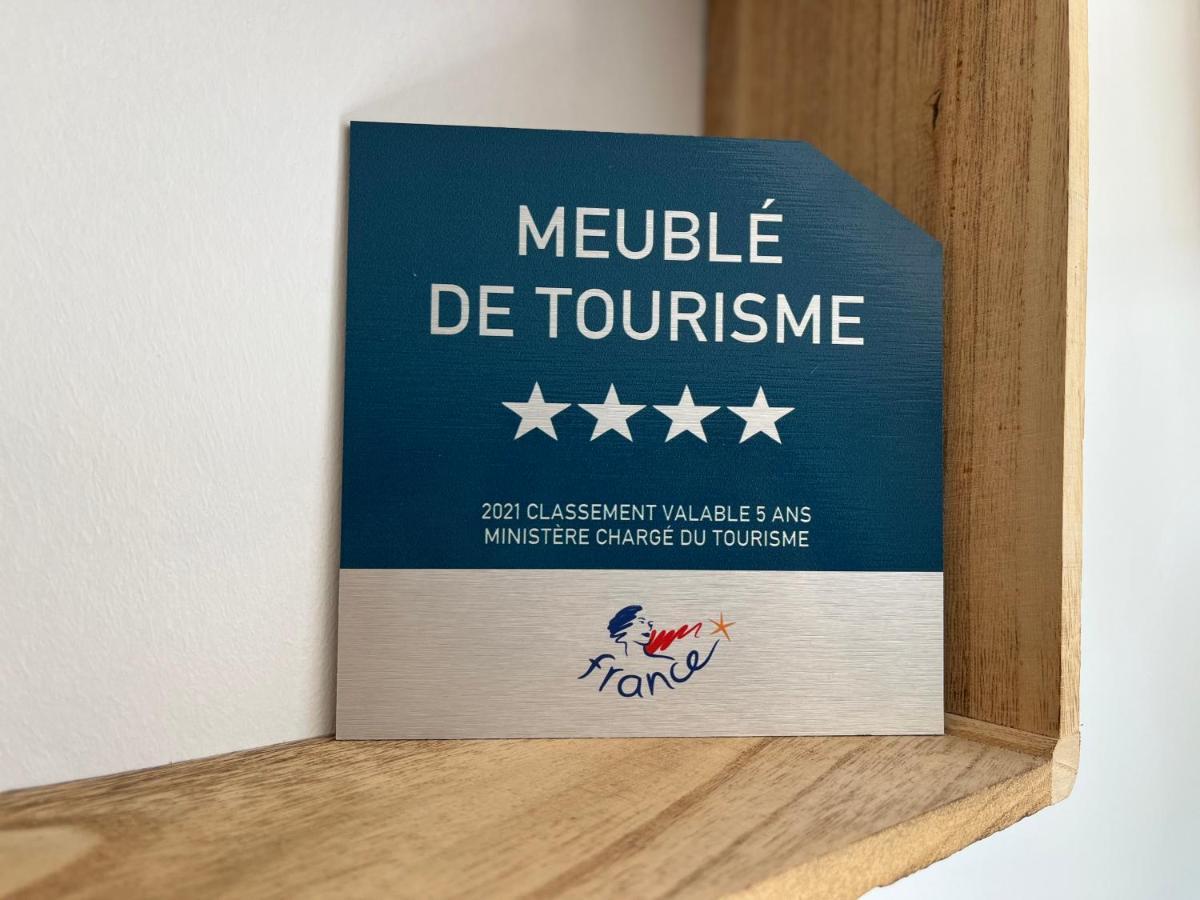 MEUBLÉ
DE TOURISME
2021 CLASSEMENT VALABLE 5 ANS
MINISTÈRE CHARGÉ DU TOURISME
france